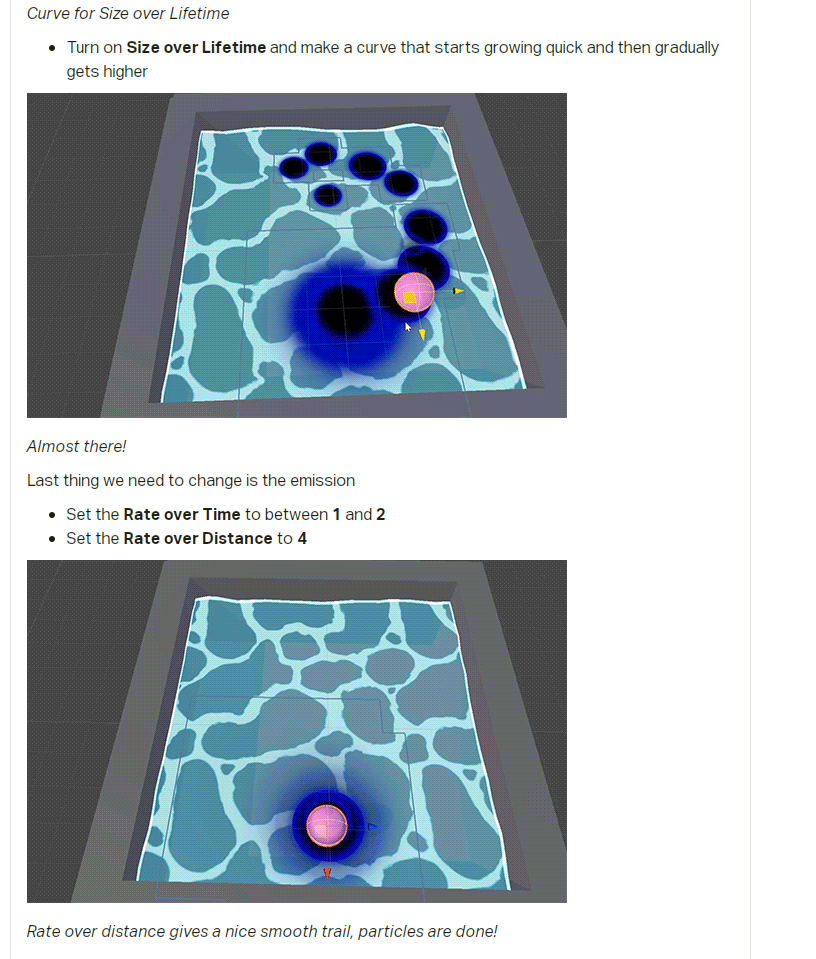 Curve for Size over Lifetime
Turn on Size over Lifetime and make a curve that starts growing quick and then gradually
gets higher
Almost there!
Last thing we need to change is the emission
Set the Rate over Time to between 1 and 2
Set the Rate over Distance to 4
Rate over distance gives a nice smooth trail, particles are done!